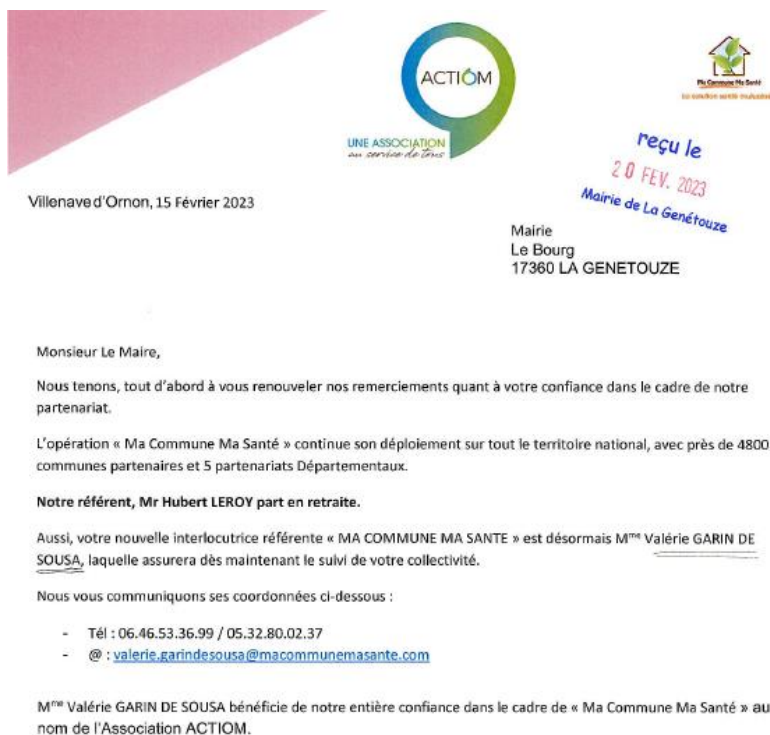 ACTIOM
UNE ASSOCIATION
au service de tous
Ma Commune Ma Santé
La solution santé mutualisée
reçu le
20 FEV. 2023
Mairie de La Genétouze
Villenave d'Ornon, 15 Février 2023
Mairie
Le Bourg
17360 LA GENETOUZE
Monsieur Le Maire,
Nous tenons, tout d'abord à vous renouveler nos remerciements quant à votre confiance dans le cadre de notre
partenariat.
L'opération « Ma Commune Ma Santé » continue son déploiement sur tout le territoire national, avec près de 4800
communes partenaires et 5 partenariats Départementaux.
Notre référent, Mr Hubert LEROY part en retraite.
Aussi, votre nouvelle interlocutrice référente « MA COMMUNE MA SANTE » est désormais Mme Valérie GARIN DE
SOUSA, laquelle assurera dès maintenant le suivi de votre collectivité.
Nous vous communiquons ses coordonnées ci-dessous :
- Tél : 06.46.53.36.99 / 05.32.80.02.37
- @ : valerie.garindesousa@macommunemasante.com
Mme Valérie GARIN DE SOUSA bénéficie de notre entière confiance dans le cadre de « Ma Commune Ma Santé » au
nom de l'Association ACTIOM.